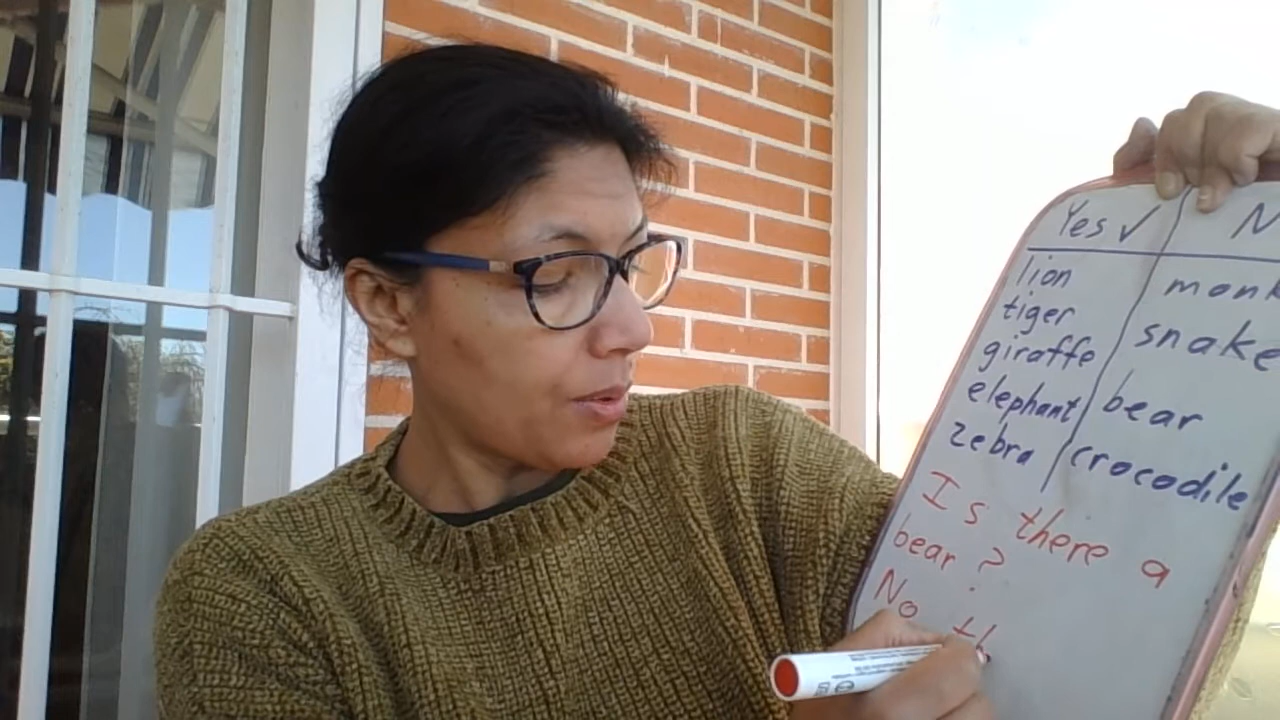 Yes ✓ N
lion monk
tiger snake
giraffe bear
elephant crocodile
zebra
Is there a
bear?
No th